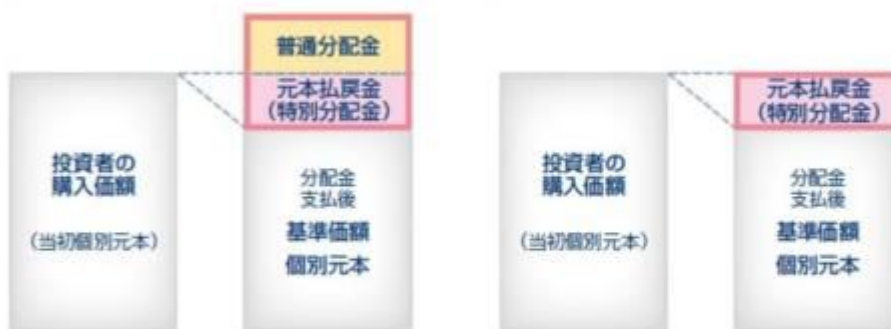 普通分配金
元本払戻金
（特別分配金）
投資者の
購入価額
（当初個別元本）
分配金
支払後
基準価額
個別元本
元本払戻金
（特別分配金）
投資者の
購入価額
（当初個別元本）
分配金
支払後
基準価額
個別元本